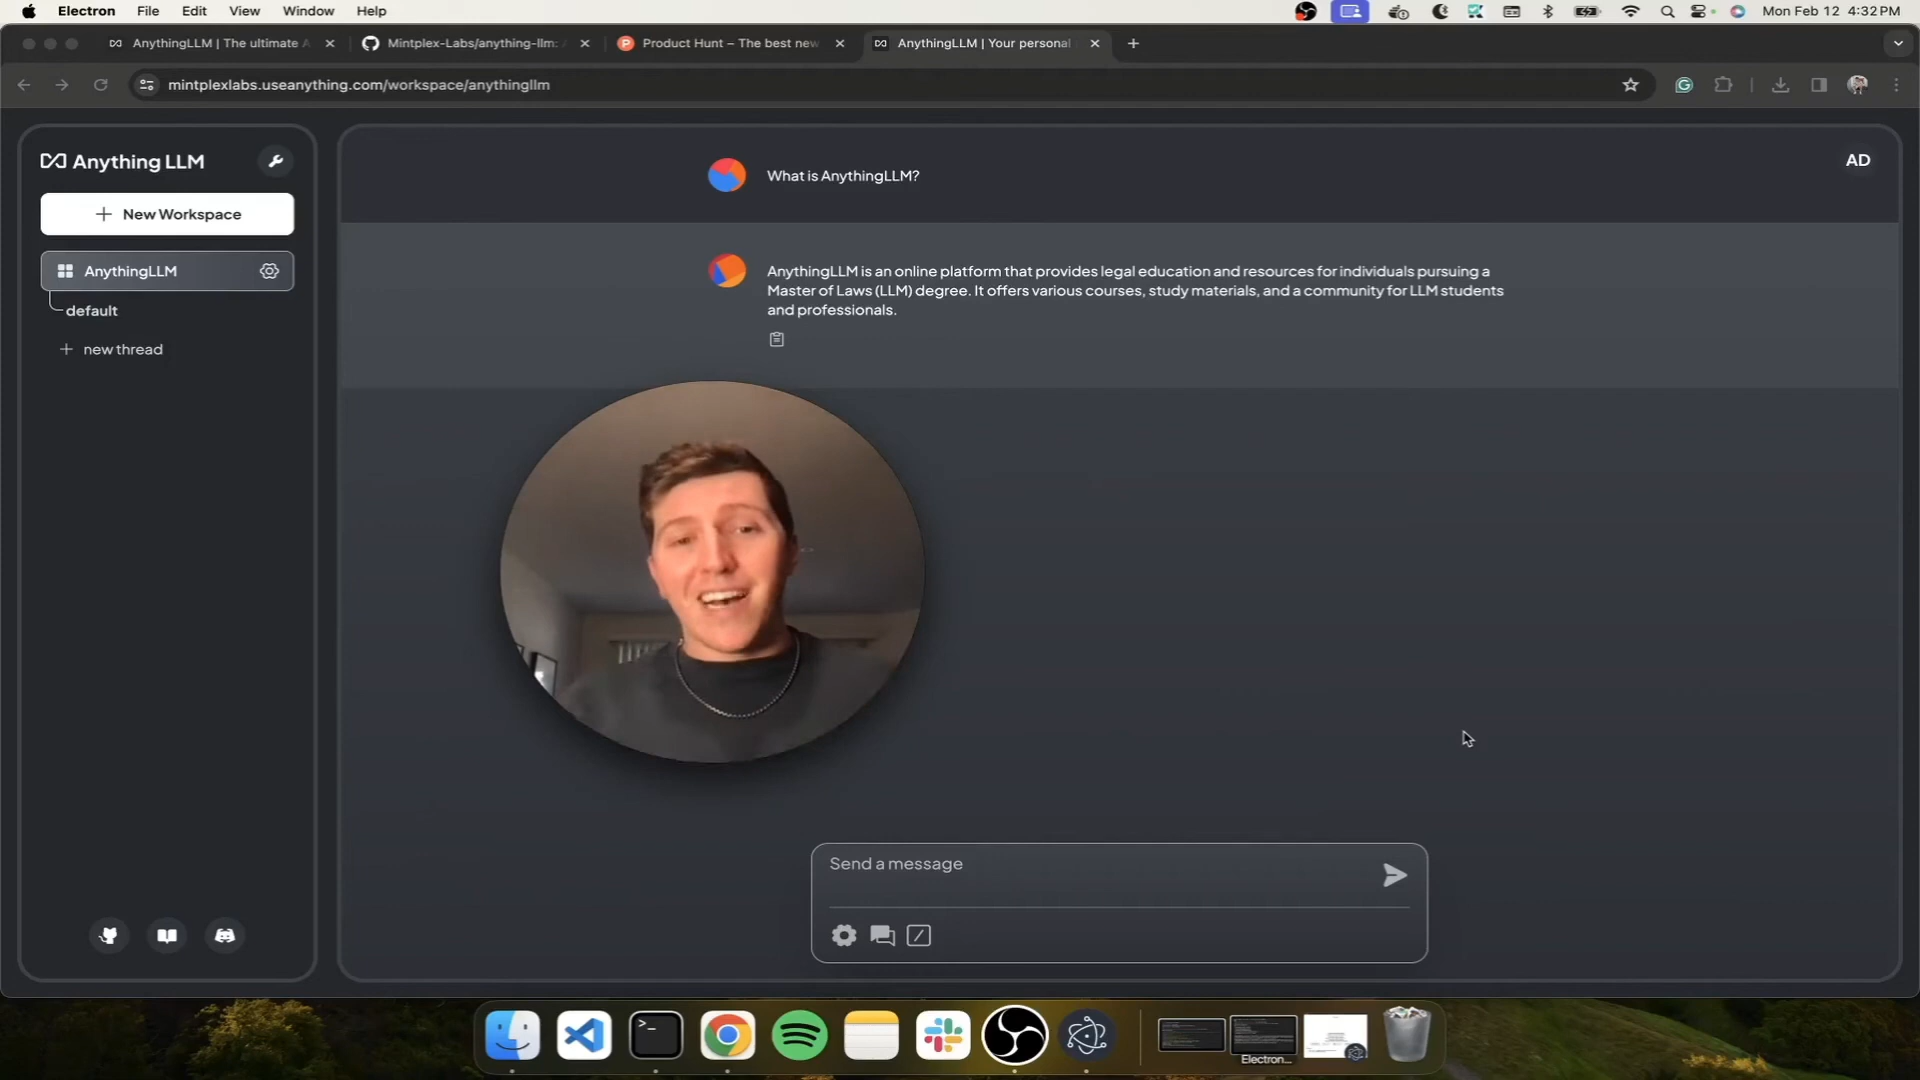 Electron File Edit View Window Help Mon Feb 12 4:32 PM
AnythingLLM | The ultimate A Mintplex-Labs/anything-llm: Product Hunt – The best new AnythingLLM | Your personal
mintplexlabs.useanything.com/workspace/anythingllm
Anything LLM
New Workspace
AnythingLLM
default
new thread
AD
What is AnythingLLM?
AnythingLLM is an online platform that provides legal education and resources for individuals pursuing a
Master of Laws (LLM) degree. It offers various courses, study materials, and a community for LLM students
and professionals.
Send a message
Electron...